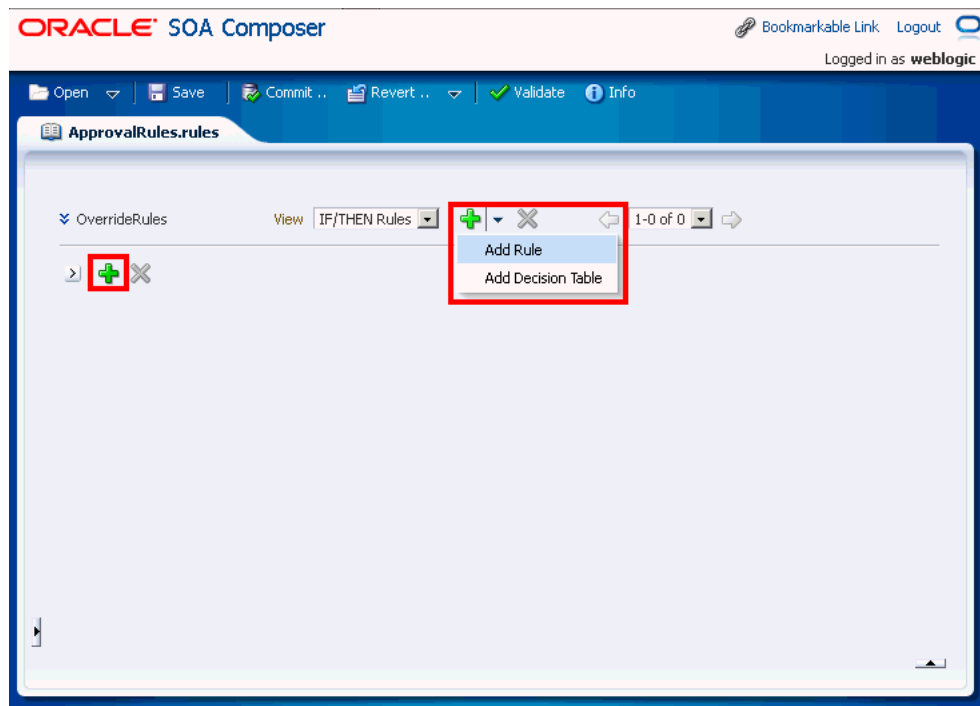 ORACLE SOA Composer
Bookmarkable Link Logout
Logged in as weblogic
Open Save Commit .. Revert .. Validate Info
ApprovalRules.rules
OverrideRules View IF/THEN Rules 1-0 of 0
Add Rule
Add Decision Table